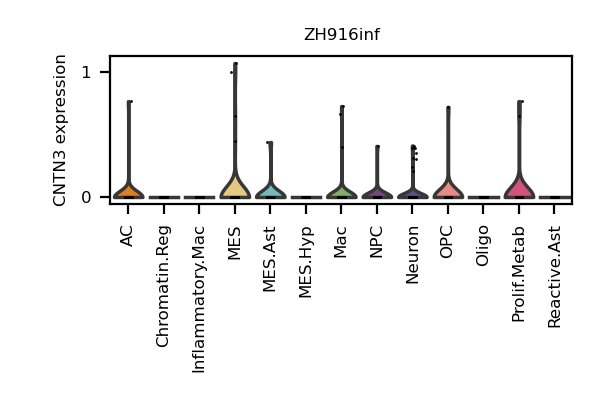 ZH916inf
CNTN3 expression
1
0
AC
Chromatin.Reg
Inflammatory.Mac
MES
MES.Ast
MES.Hyp
Mac
NPC
Neuron
OPC
Oligo
Prolif.Metab
Reactive.Ast